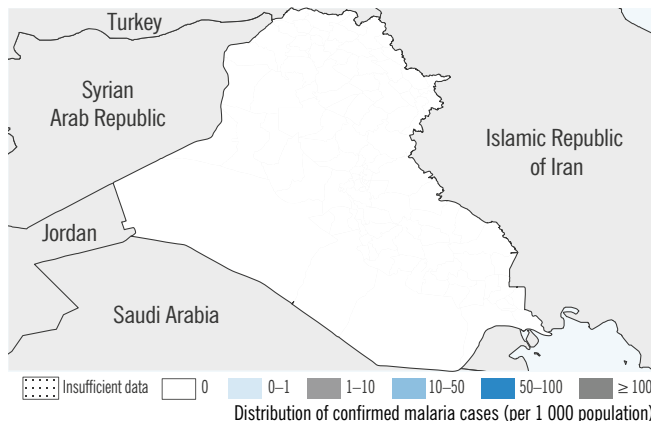 Turkey
Syrian
Arab Republic
Islamic Republic
of Iran
Jordan
Saudi Arabia
Insufficient data 0 0–1 1–10 10–50 50–100 ≥ 100
Distribution of confirmed malaria cases (per 1 000 population)